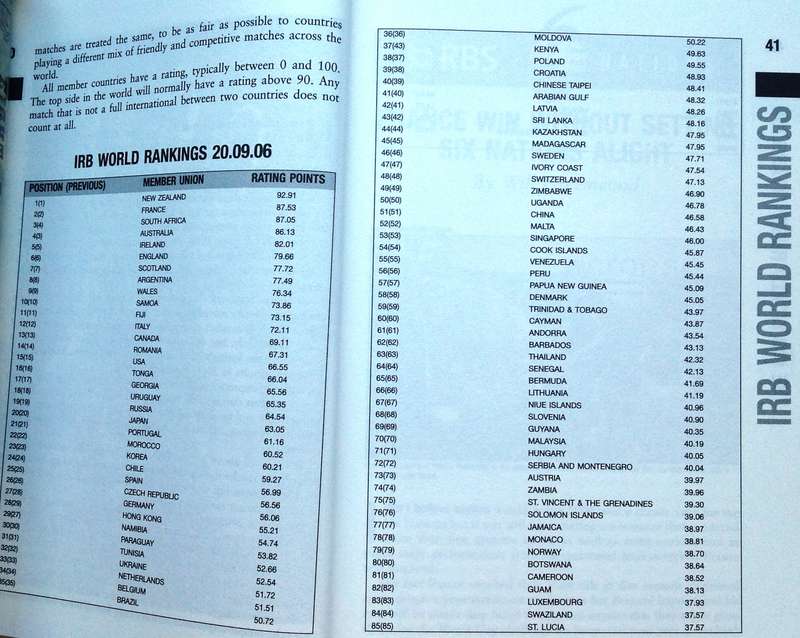 matches are treated the same, to be as fair as possible to countries
playing a different mix of friendly and competitive matches across the
world.
All member countries have a rating, typically between 0 and 100.
The top side in the world will normally have a rating above 90. Any
match that is not a full international between two countries does not
count at all.
IRB WORLD RANKINGS 20.09.06
POSITION (PREVIOUS) MEMBER UNION RATING POINTS
1(1) NEW ZEALAND 92.91
2(2) FRANCE 87.53
3(4) SOUTH AFRICA 87.05
4(3) AUSTRALIA 86.13
5(5) IRELAND 82.01
6(6) ENGLAND 79.66
7(7) SCOTLAND 77.72
8(8) ARGENTINA 77.49
9(9) WALES 76.34
10(10) SAMOA 73.86
11(11) FIJI 73.15
12(12) ITALY 72.11
13(13) CANADA 69.11
14(14) ROMANIA 67.31
15(15) USA 66.55
16(16) TONGA 66.04
17(17) GEORGIA 65.56
18(18) URUGUAY 65.35
19(19) RUSSIA 64.54
20(20) JAPAN 63.05
21(21) PORTUGAL 61.16
22(22) MOROCCO 60.52
23(23) KOREA 60.21
24(24) CHILE 59.27
25(25) SPAIN 56.99
26(26) CZECH REPUBLIC 56.56
27(28) GERMANY 56.06
28(29) HONG KONG 55.21
29(27) NAMIBIA 54.74
30(30) PARAGUAY 53.82
31(31) TUNISIA 52.66
32(32) UKRAINE 52.54
33(33) NETHERLANDS 51.72
34(34) BELGIUM 51.51
35(35) BRAZIL 50.72
36(36) MOLDOVA 50.22
37(43) KENYA 49.63
38(37) POLAND 49.55
39(38) CROATIA 48.93
40(39) CHINESE TAIPEI 48.41
41(40) ARABIAN GULF 48.32
42(41) LATVIA 48.26
43(42) SRI LANKA 48.16
44(44) KAZAKHSTAN 47.95
45(45) MADAGASCAR 47.95
46(46) SWEDEN 47.71
47(47) IVORY COAST 47.54
48(48) SWITZERLAND 47.13
49(49) ZIMBABWE 46.90
50(50) UGANDA 46.78
51(51) CHINA 46.58
52(52) MALTA 46.43
53(53) SINGAPORE 46.00
54(54) COOK ISLANDS 45.87
55(55) VENEZUELA 45.45
56(56) PERU 45.44
57(57) PAPUA NEW GUINEA 45.09
58(58) DENMARK 45.05
59(59) TRINIDAD & TOBAGO 43.97
60(60) CAYMAN 43.87
61(61) ANDORRA 43.54
62(62) BARBADOS 43.13
63(63) THAILAND 42.32
64(64) SENEGAL 42.13
65(65) BERMUDA 41.69
66(66) LITHUANIA 41.19
67(67) NIUE ISLANDS 40.96
68(68) SLOVENIA 40.90
69(69) GUYANA 40.35
70(70) MALAYSIA 40.19
71(71) HUNGARY 40.05
72(72) SERBIA AND MONTENEGRO 40.04
73(73) AUSTRIA 39.97
74(74) ZAMBIA 39.96
75(75) ST. VINCENT & THE GRENADINES 39.30
76(76) SOLOMON ISLANDS 39.06
77(77) JAMAICA 38.97
78(78) MONACO 38.81
79(79) NORWAY 38.70
80(80) BOTSWANA 38.64
81(81) CAMEROON 38.52
82(82) GUAM 38.13
83(83) LUXEMBOURG 37.93
84(84) SWAZILAND 37.57
85(85) ST. LUCIA 37.57
41
IRB WORLD RANKINGS